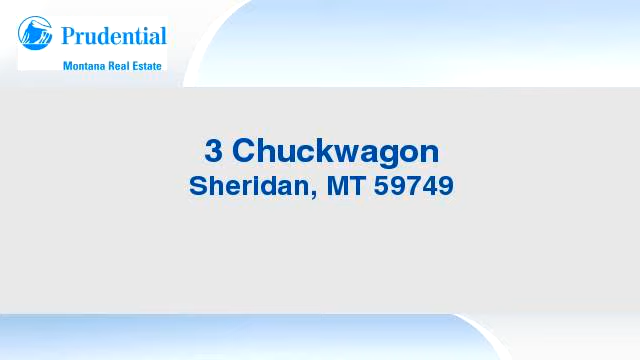 Prudential
Montana Real Estate
3 Chuckwagon
Sheridan, MT 59749